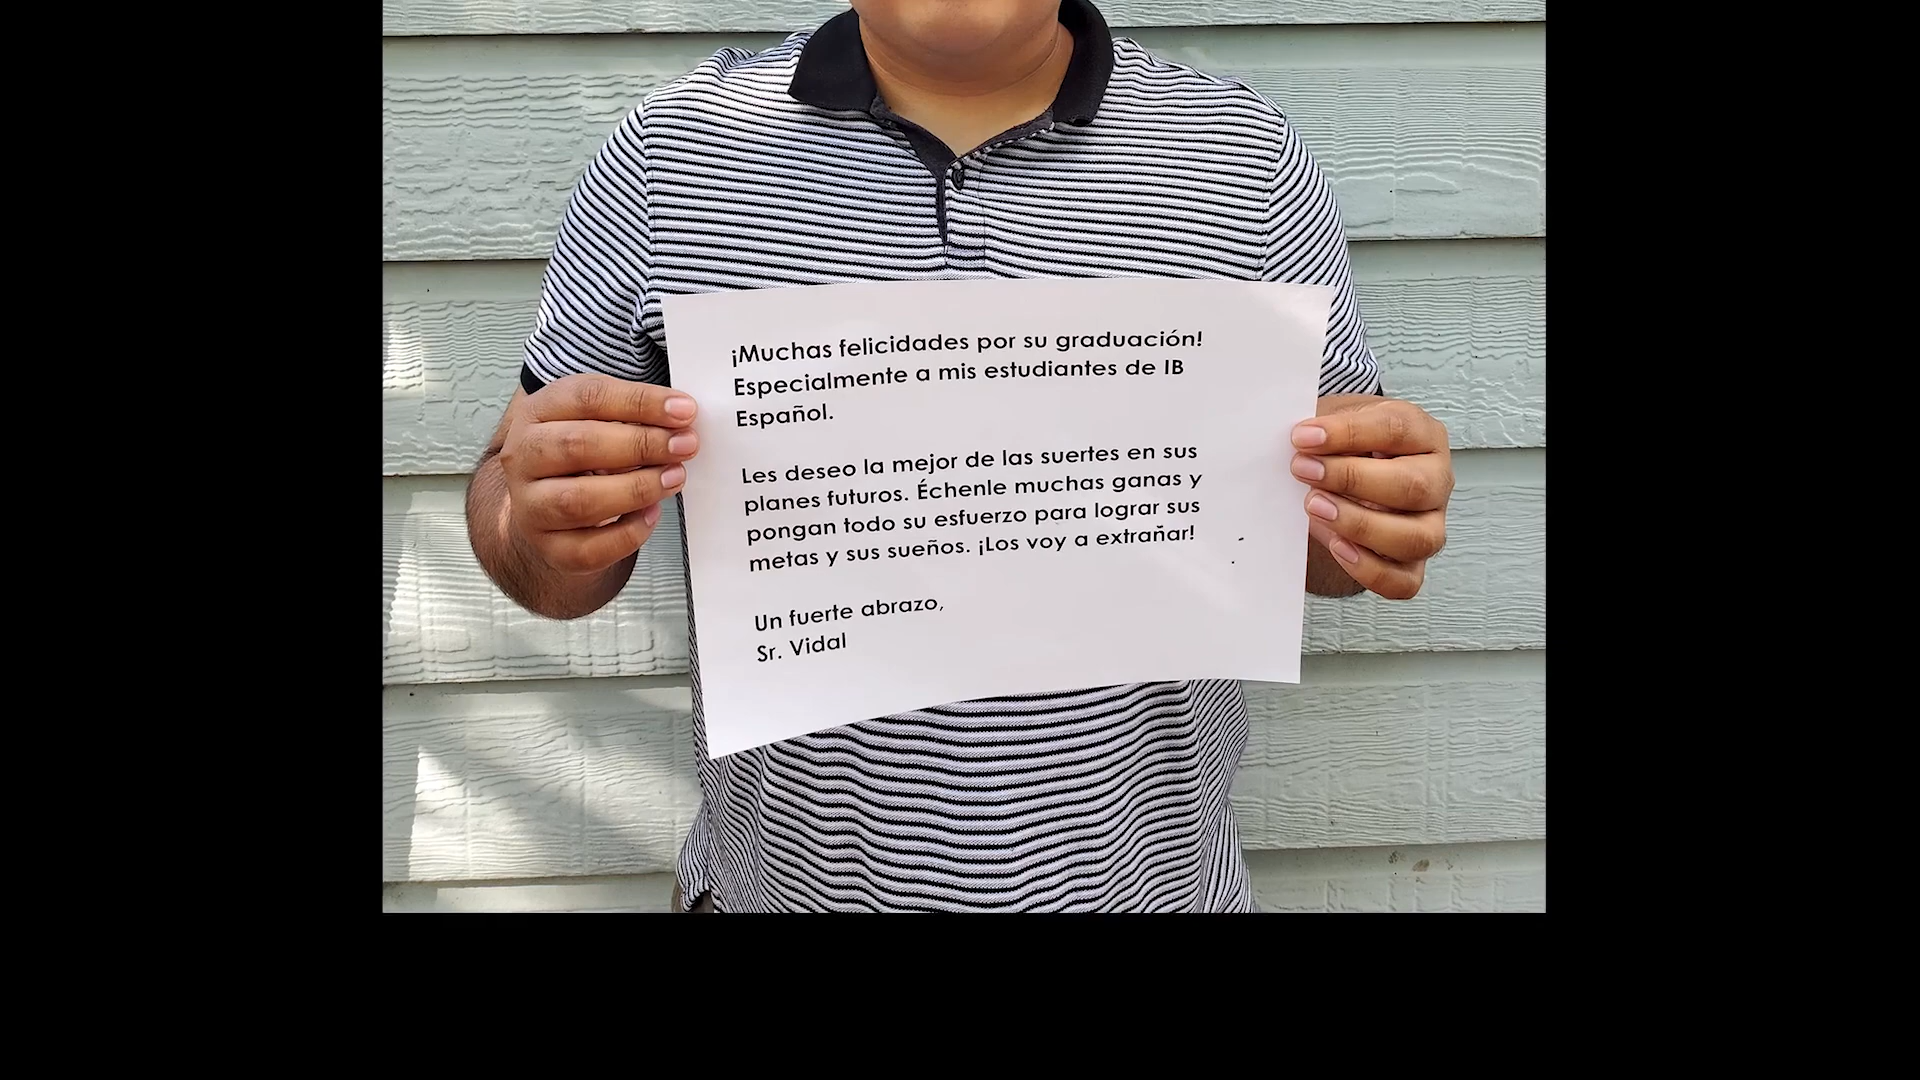 ¡Muchas felicidades por su graduación!
Especialmente a mis estudiantes de IB
Español.
Les deseo la mejor de las suertes en sus
planes futuros. Échenle muchas ganas y
pongan todo su esfuerzo para lograr sus
metas y sus sueños. ¡Los voy a extrañar!
Un fuerte abrazo,
Sr. Vidal